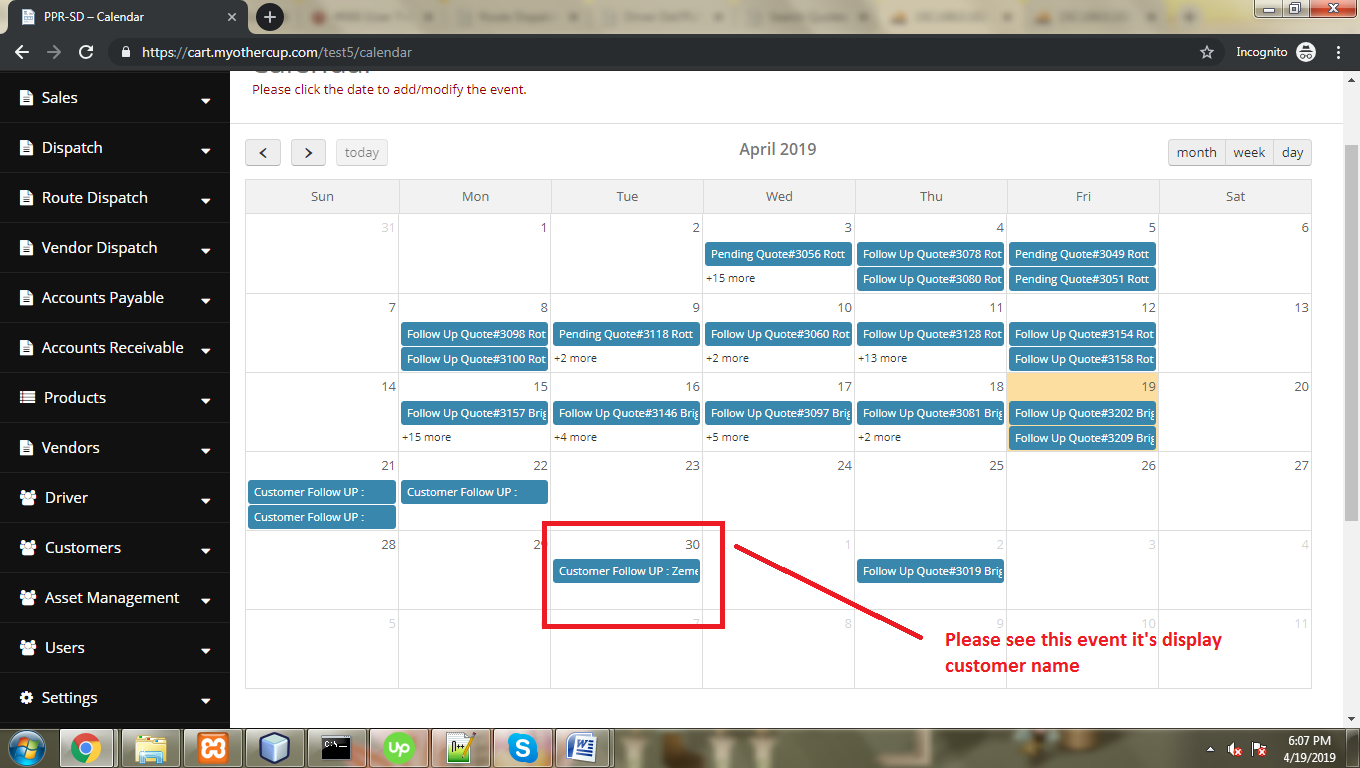 PPR-SD – Calendar
https://cart.myothercup.com/test5/calendar
Incognito
Please click the date to add/modify the event.
Sales
Dispatch
Route Dispatch
Vendor Dispatch
Accounts Payable
Accounts Receivable
Products
Vendors
Driver
Customers
Asset Management
Users
Settings
today
April 2019
month week day
Sun Mon Tue Wed Thu Fri Sat
31 1 2 3 4 5 6
Pending Quote#3056 Rott Follow Up Quote#3078 Rot Pending Quote#3049 Rott
+15 more Follow Up Quote#3080 Rot Pending Quote#3051 Rott
7 8 9 10 11 12 13
Follow Up Quote#3098 Rot Pending Quote#3118 Rott Follow Up Quote#3060 Rot Follow Up Quote#3128 Rot Follow Up Quote#3154 Rot
Follow Up Quote#3100 Rot +2 more +2 more +13 more Follow Up Quote#3158 Rot
14 15 16 17 18 19 20
Follow Up Quote#3157 Brig Follow Up Quote#3146 Brig Follow Up Quote#3097 Brig Follow Up Quote#3081 Brig Follow Up Quote#3202 Brig
+15 more +4 more +5 more +2 more Follow Up Quote#3209 Brig
21 22 23 24 25 26 27
Customer Follow UP : Customer Follow UP :
Customer Follow UP :
28 29 30 1 2 3 4
Customer Follow UP : Zeme Follow Up Quote#3019 Brig
5 7 8 9 10 11
Please see this event it's display
customer name
C:\.
up
S
W
6:07 PM
4/19/2019